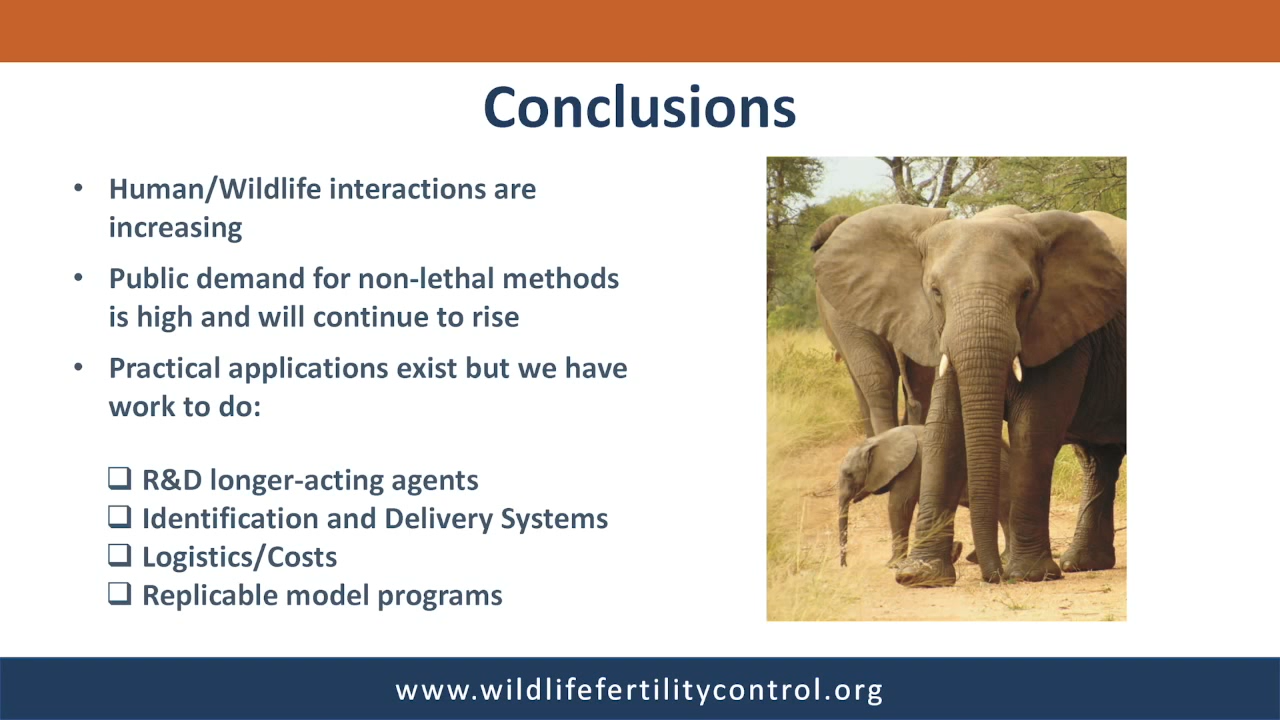 Conclusions
• Human/Wildlife interactions are
increasing
• Public demand for non-lethal methods
is high and will continue to rise
• Practical applications exist but we have
work to do:
❑ R&D longer-acting agents
❑ Identification and Delivery Systems
❑ Logistics/Costs
❑ Replicable model programs
www.wildlifefertilitycontrol.org